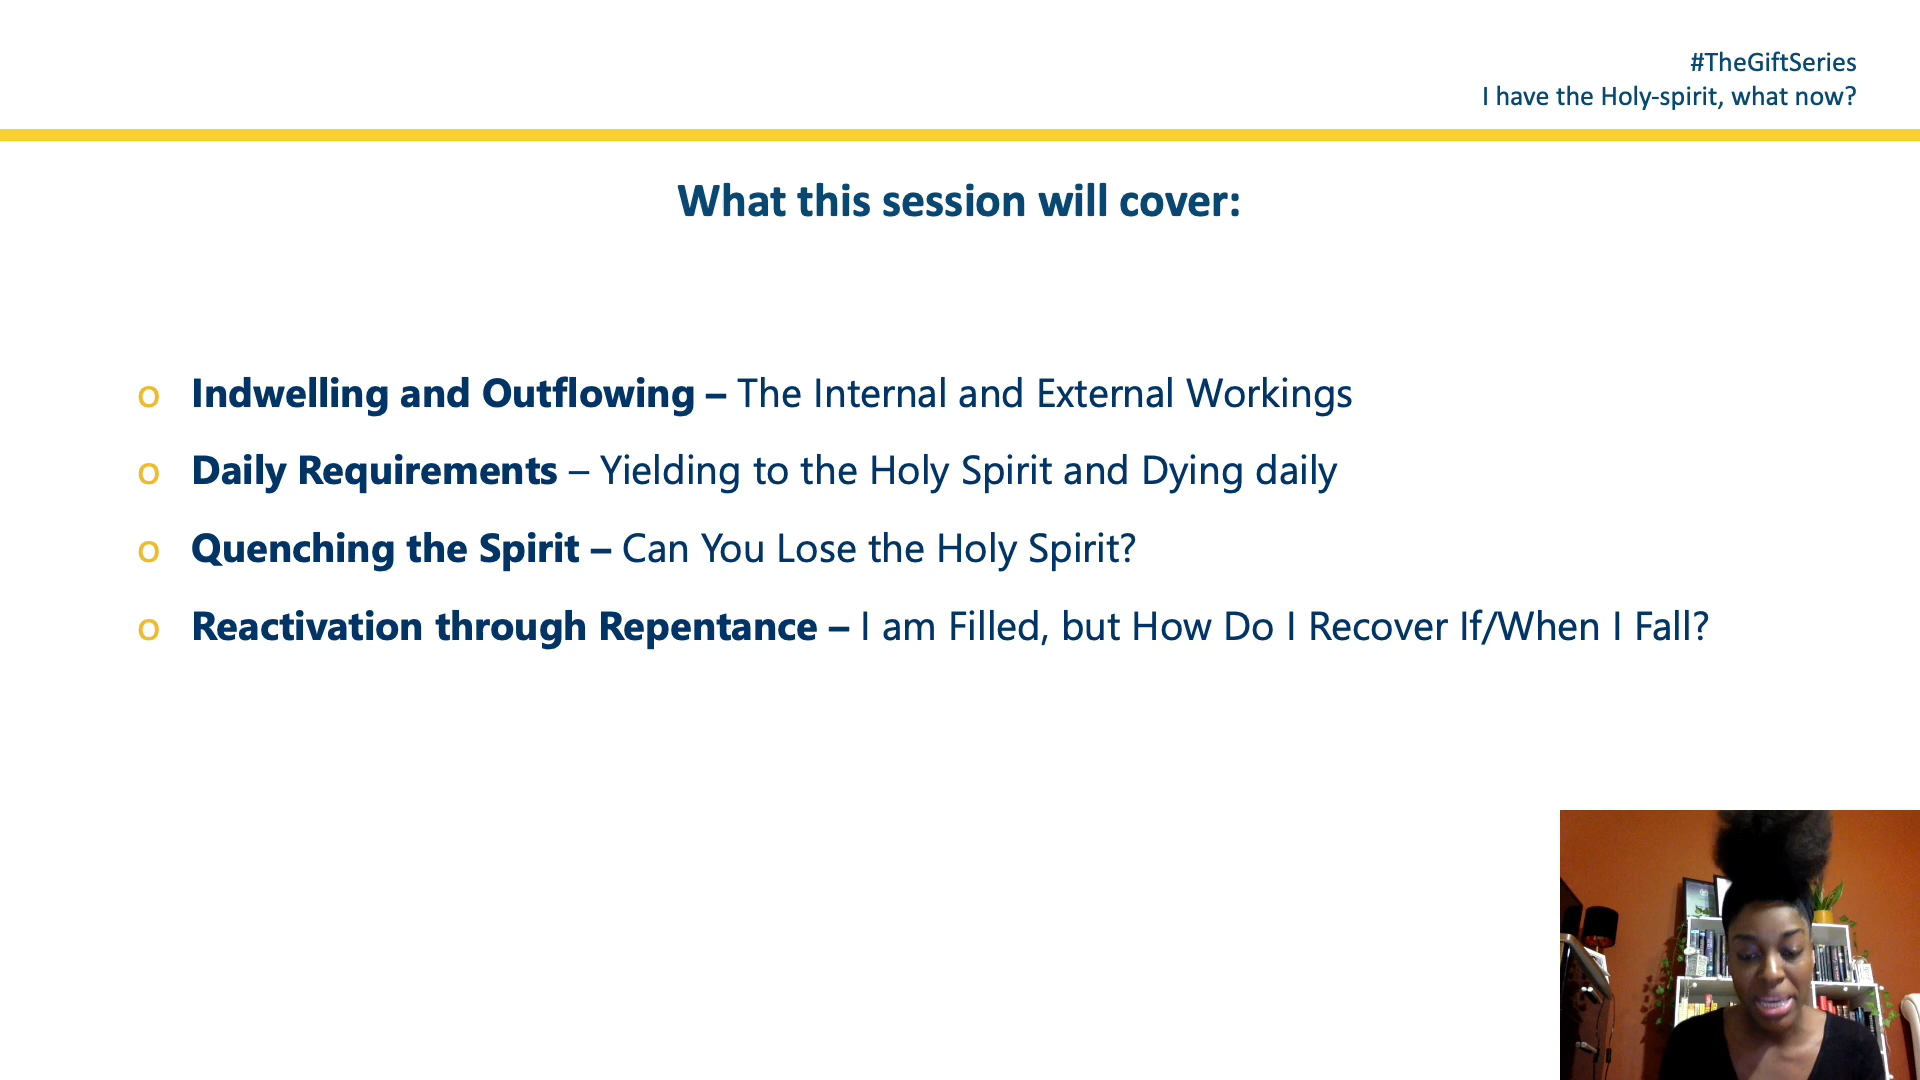 #TheGiftSeries
I have the Holy-spirit, what now?
What this session will cover:
o Indwelling and Outflowing – The Internal and External Workings
o Daily Requirements – Yielding to the Holy Spirit and Dying daily
o Quenching the Spirit – Can You Lose the Holy Spirit?
o Reactivation through Repentance – I am Filled, but How Do I Recover If/When I Fall?